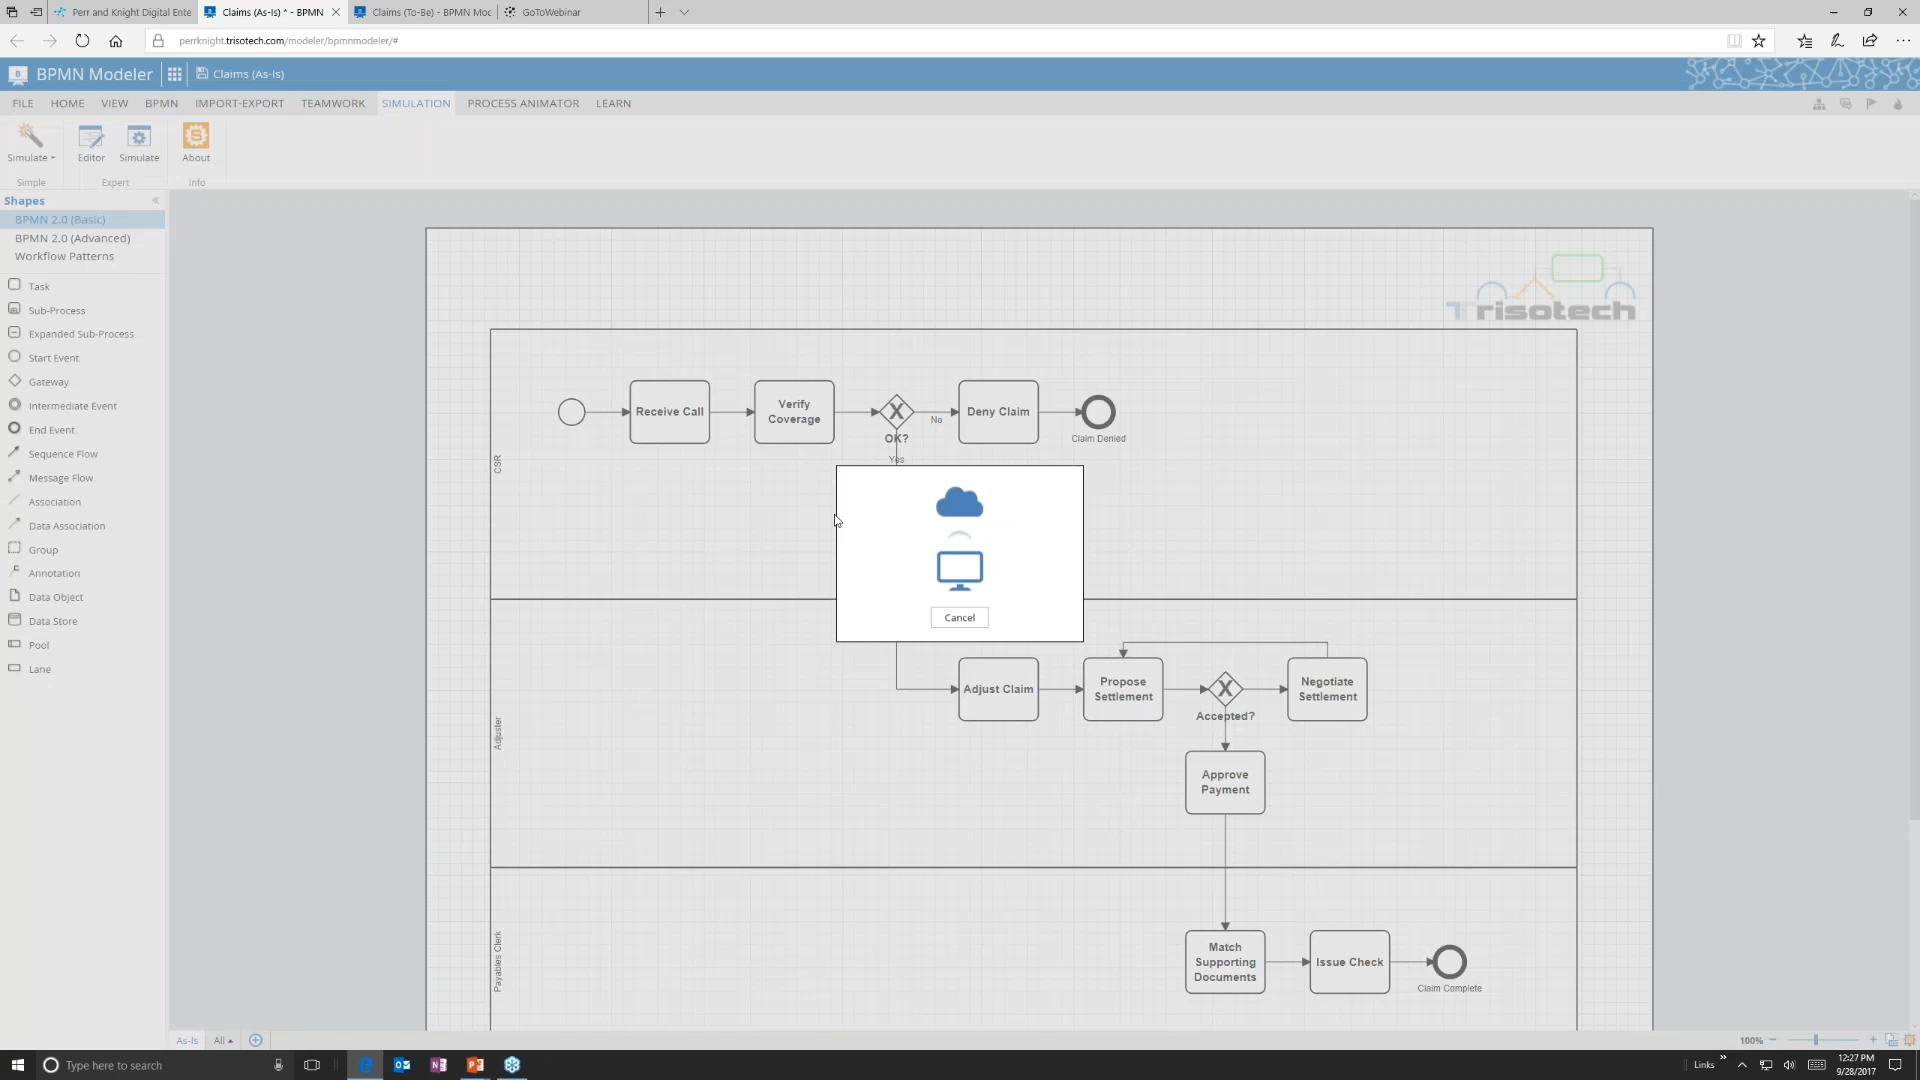 Perr and Knight Digital Ente
Claims (As-Is) * - BPMN
Claims (To-Be) - BPMN Moc
GoToWebinar
perrknight.trisotech.com/modeler/bpmnmodeler/#
BPMN Modeler
Claims (As-Is)
FILE
HOME
VIEW
BPMN
IMPORT-EXPORT
TEAMWORK
SIMULATION
PROCESS ANIMATOR
LEARN
Simulate
Editor
Simulate
About
Simple
Expert
Info
Shapes
BPMN 2.0 (Basic)
BPMN 2.0 (Advanced)
Workflow Patterns
Task
Sub-Process
Expanded Sub-Process
Start Event
Gateway
Intermediate Event
End Event
Sequence Flow
Message Flow
Association
Data Association
Group
Annotation
Data Object
Data Store
Pool
Lane
Trisotech
CSR
Receive Call
Verify
Coverage
X
OK?
No
Yes
Deny Claim
Claim Denied
Cancel
Adjuster
Adjust Claim
Propose
Settlement
X
Accepted?
Negotiate
Settlement
Approve
Payment
Payables Clerk
Match
Supporting
Documents
Issue Check
Claim Complete
As-Is
All
100%
Type here to search
Links
12:27 PM
9/28/2017